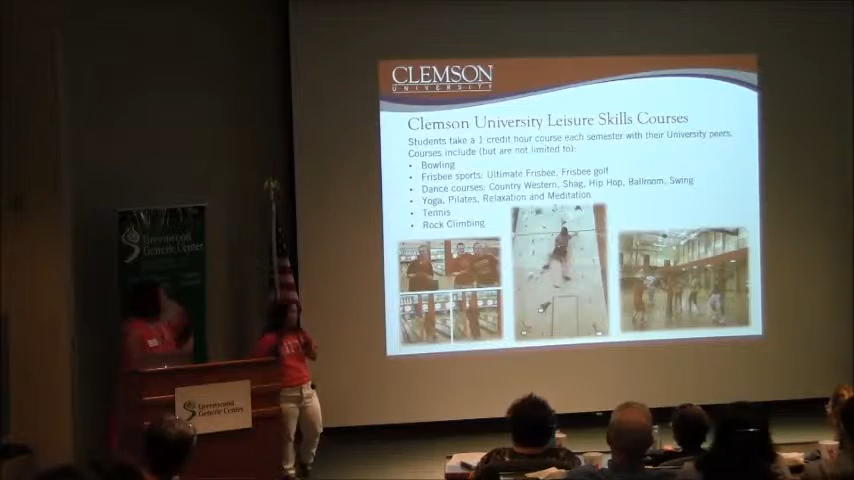 CLEMSON
UNIVERSITY
Clemson University Leisure Skills Courses
Students take a 1 credit hour course each semester with their University peers.
Courses include (but are not limited to):
• Bowling
• Frisbee sports: Ultimate Frisbee, Frisbee golf
• Dance courses: Country Western, Shag, Hip Hop, Ballroom, Swing
• Yoga, Pilates, Relaxation and Meditation
• Tennis
• Rock Climbing
Greenwood
Genetic Center
Greenwood
Genetic Center